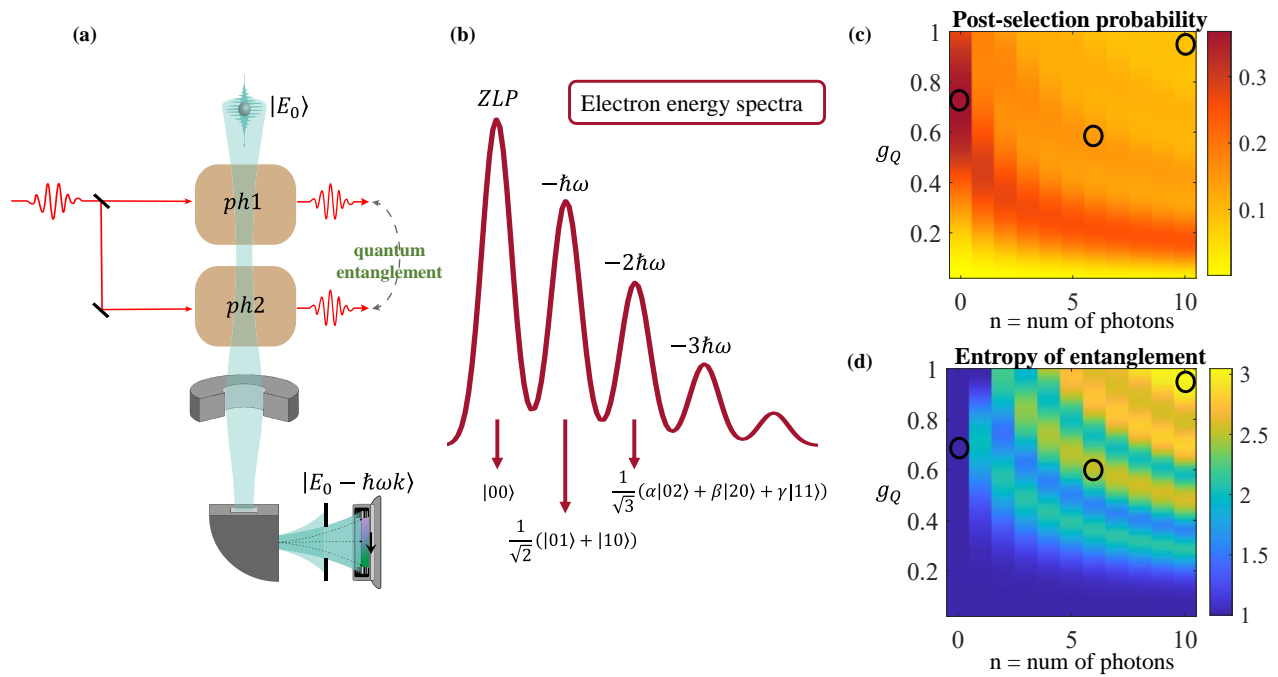 (a)
|E₀⟩
ph1
quantum
entanglement
ph2
|E₀ − ℏωk⟩
(b)
ZLP
Electron energy spectra
−ℏω
−2ℏω
−3ℏω
|00⟩
1/√2 (|01⟩ + |10⟩)
1/√3 (α|02⟩ + β|20⟩ + γ|11⟩)
(c)
Post-selection probability
1
0.8
0.6
g_Q
0.4
0.2
0 5 10
n = num of photons
0.3
0.2
0.1
(d)
Entropy of entanglement
1
0.8
0.6
g_Q
0.4
0.2
0 5 10
n = num of photons
3
2.5
2
1.5
1